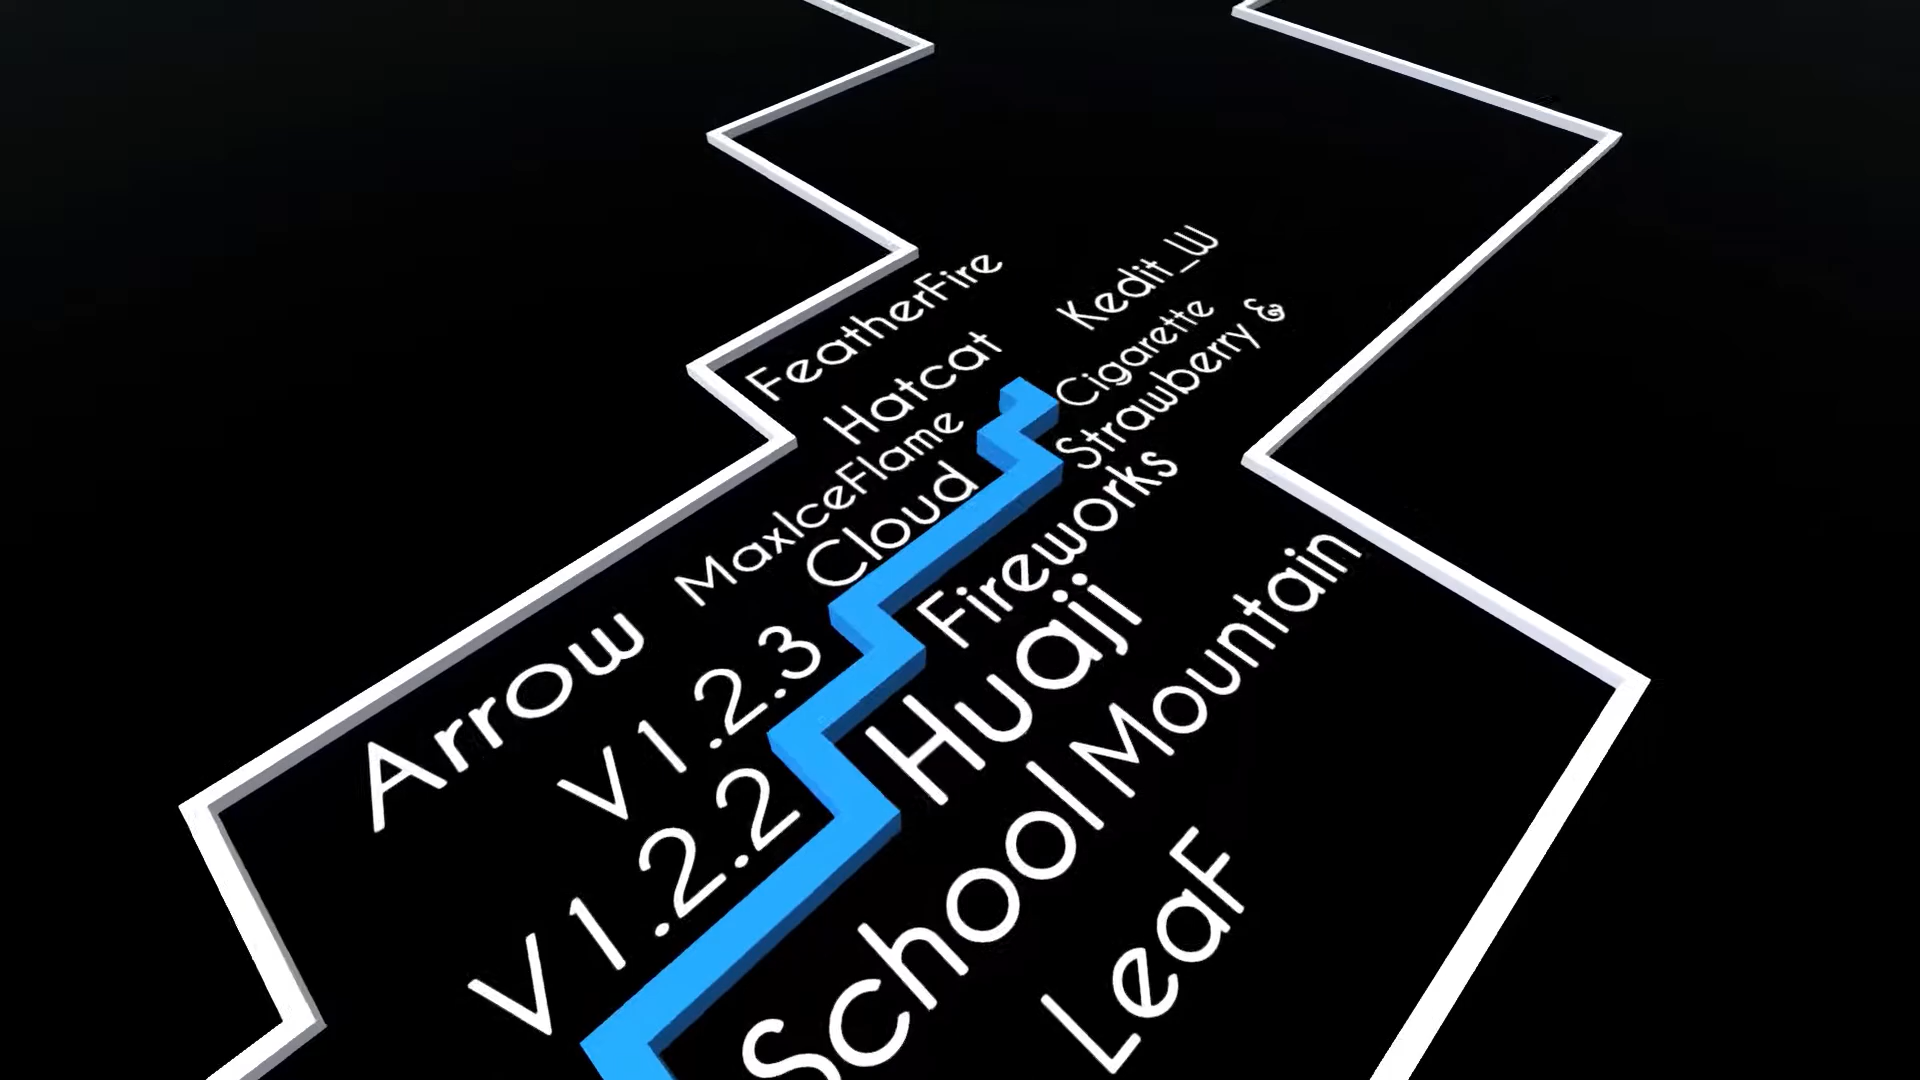 FeatherFire
Hatcat
MaxIceFlame
Cloud
Arrow
V1.2.3
V1.2.2
Kedit_W
Cigarette
Strawberry &
Fireworks
Huaji
School Mountain
Leaf